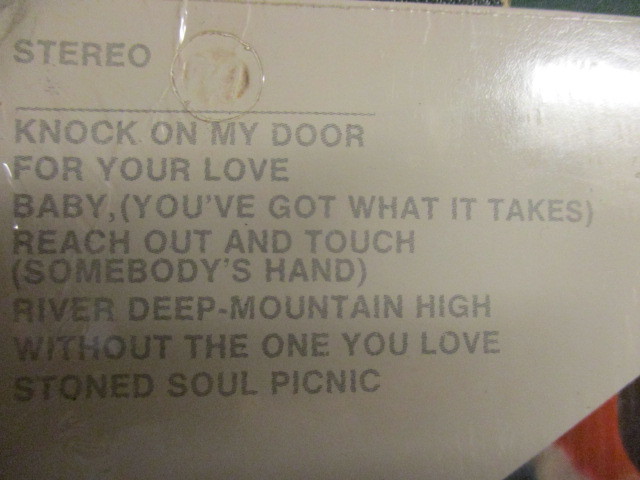 STEREO
KNOCK ON MY DOOR
FOR YOUR LOVE
BABY,(YOU'VE GOT WHAT IT TAKES)
REACH OUT AND TOUCH
(SOMEBODY'S HAND)
RIVER DEEP-MOUNTAIN HIGH
WITHOUT THE ONE YOU LOVE
STONED SOUL PICNIC